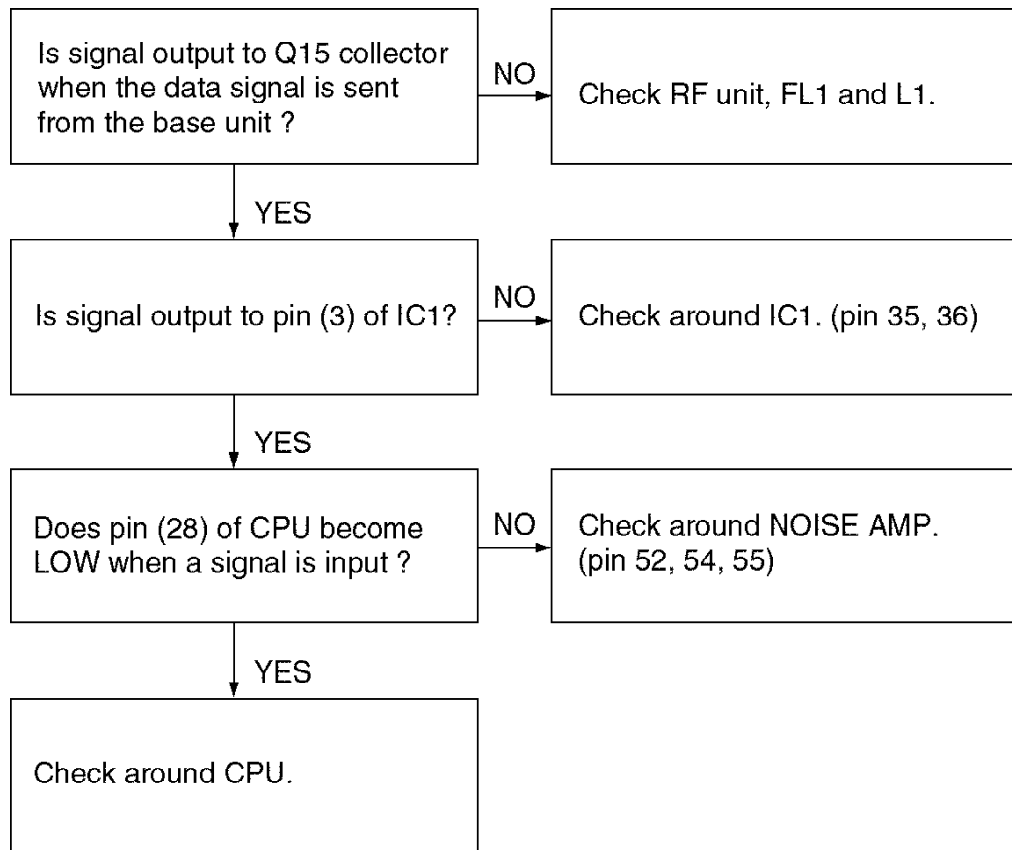 Is signal output to Q15 collector
when the data signal is sent
from the base unit ?
NO
Check RF unit, FL1 and L1.
YES
Is signal output to pin (3) of IC1?
NO
Check around IC1. (pin 35, 36)
YES
Does pin (28) of CPU become
LOW when a signal is input ?
NO
Check around NOISE AMP.
(pin 52, 54, 55)
YES
Check around CPU.